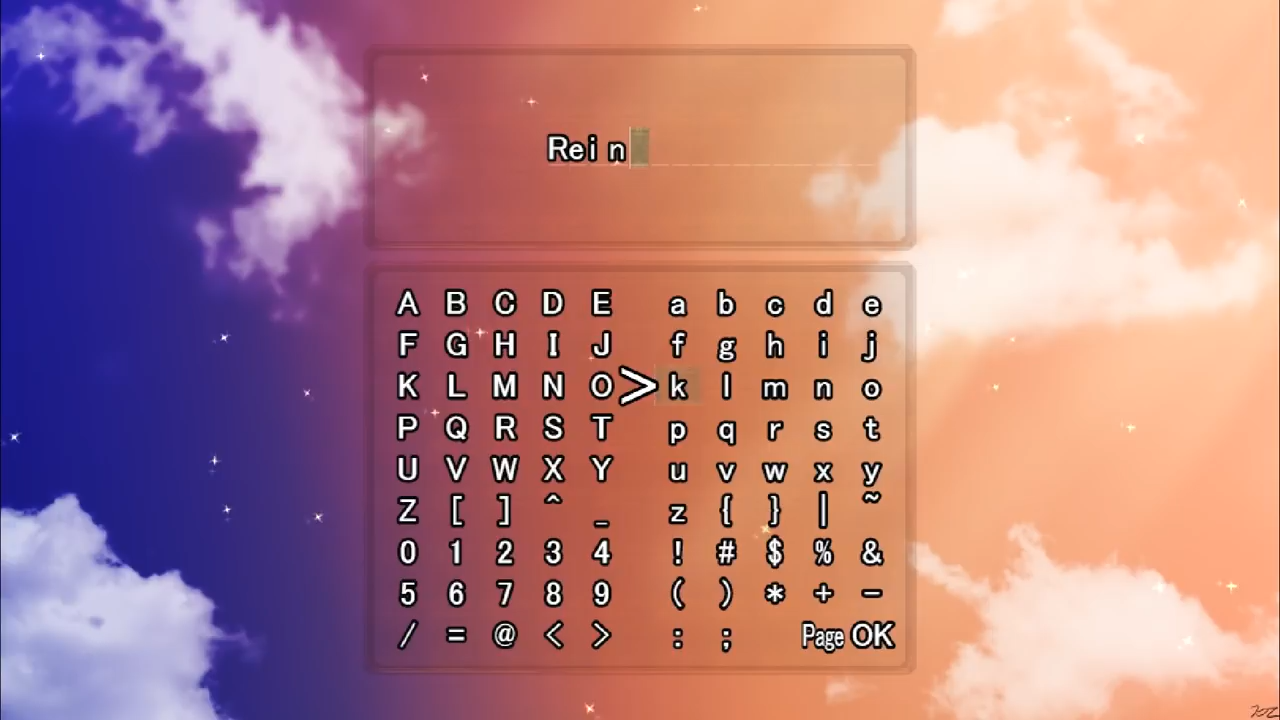 Rein
A B C D E a b c d e
F G H I J f g h i j
K L M N O > k l m n o
P Q R S T p q r s t
U V W X Y u v w x y
Z [ ] ^ _ z { } | ~
0 1 2 3 4 ! # $ % &
5 6 7 8 9 ( ) * + -
/ = @ < > : ; Page OK